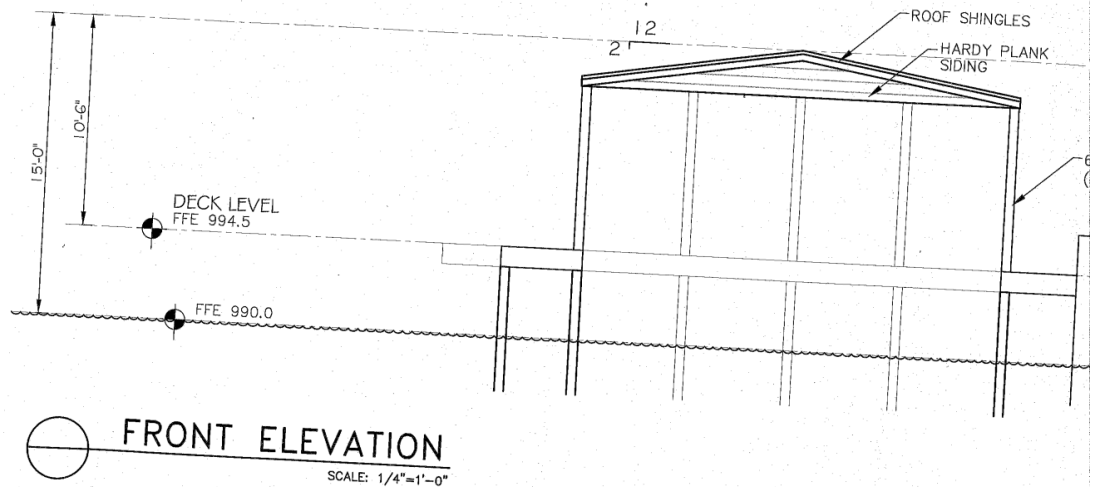 ROOF SHINGLES
12
2
HARDY PLANK
SIDING
10'-6"
15'-0"
6
(
DECK LEVEL
FFE 994.5
FFE 990.0
FRONT ELEVATION
SCALE: 1/4"=1'-0"